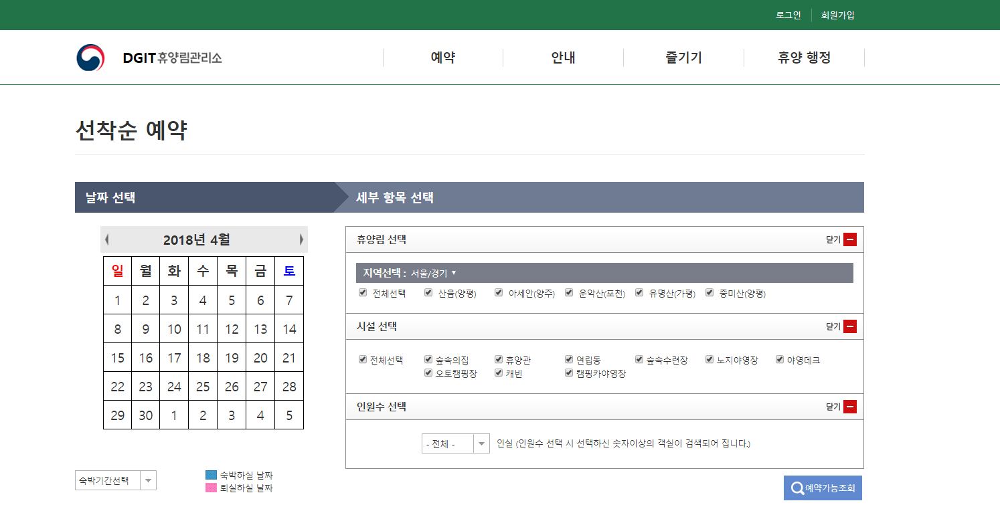 로그인 회원가입
DGIT휴양림관리소 예약 안내 즐기기 휴양 행정
선착순 예약
날짜 선택 세부 항목 선택
2018년 4월
일 월 화 수 목 금 토
1 2 3 4 5 6 7
8 9 10 11 12 13 14
15 16 17 18 19 20 21
22 23 24 25 26 27 28
29 30 1 2 3 4 5
숙박기간선택
숙박하실 날짜
퇴실하실 날짜
휴양림 선택 닫기
지역선택 : 서울/경기 ▼
전체선택 산음(양평) 아세안(양주) 운악산(포천) 유명산(가평) 중미산(양평)
시설 선택 닫기
전체선택 숲속의집 휴양관 연립동 숲속수련장 노지야영장 야영데크
오토캠핑장 캐빈 캠핑카야영장
인원수 선택 닫기
- 전체 - 인실 (인원수 선택 시 선택하신 숫자이상의 객실이 검색되어 집니다.)
예약가능조회